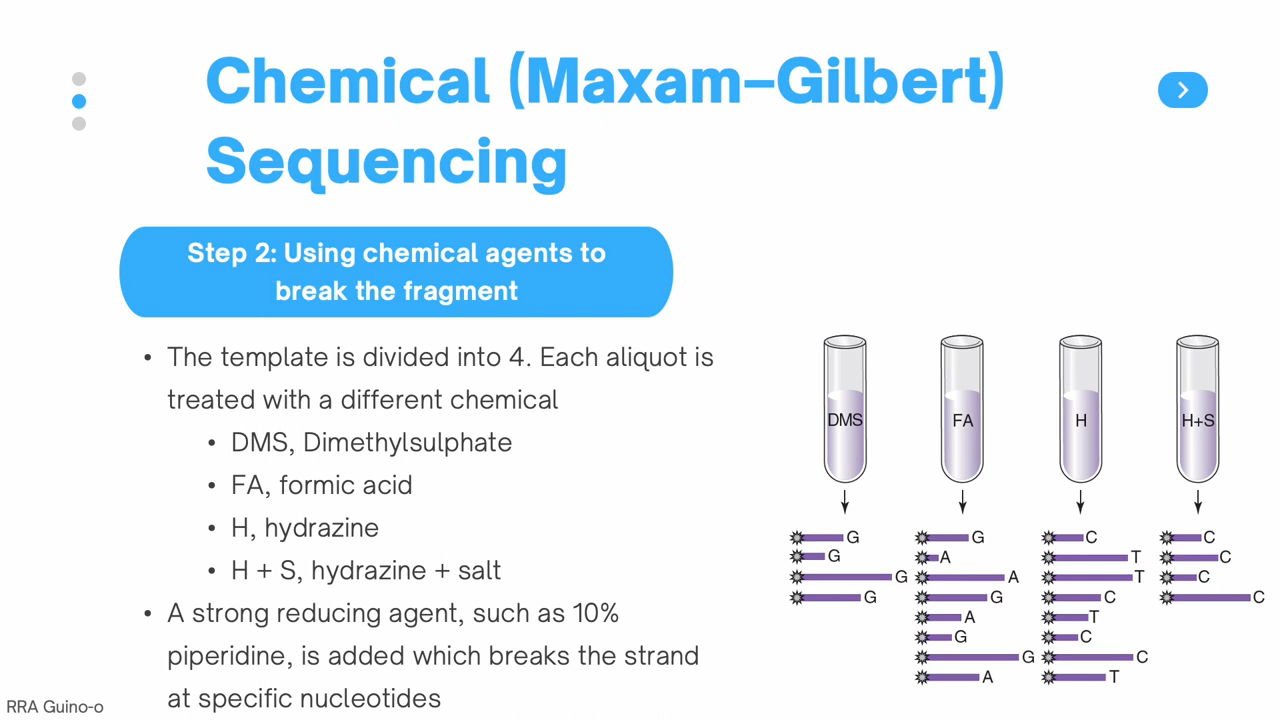 Chemical (Maxam–Gilbert)
Sequencing
Step 2: Using chemical agents to
break the fragment
• The template is divided into 4. Each aliquot is
treated with a different chemical
• DMS, Dimethylsulphate
• FA, formic acid
• H, hydrazine
• H + S, hydrazine + salt
• A strong reducing agent, such as 10%
piperidine, is added which breaks the strand
at specific nucleotides
DMS
FA
H
H+S
G
G
G
G
G
A
A
G
A
G
G
A
C
T
T
C
T
C
C
T
C
C
C
C
RRA Guino-o